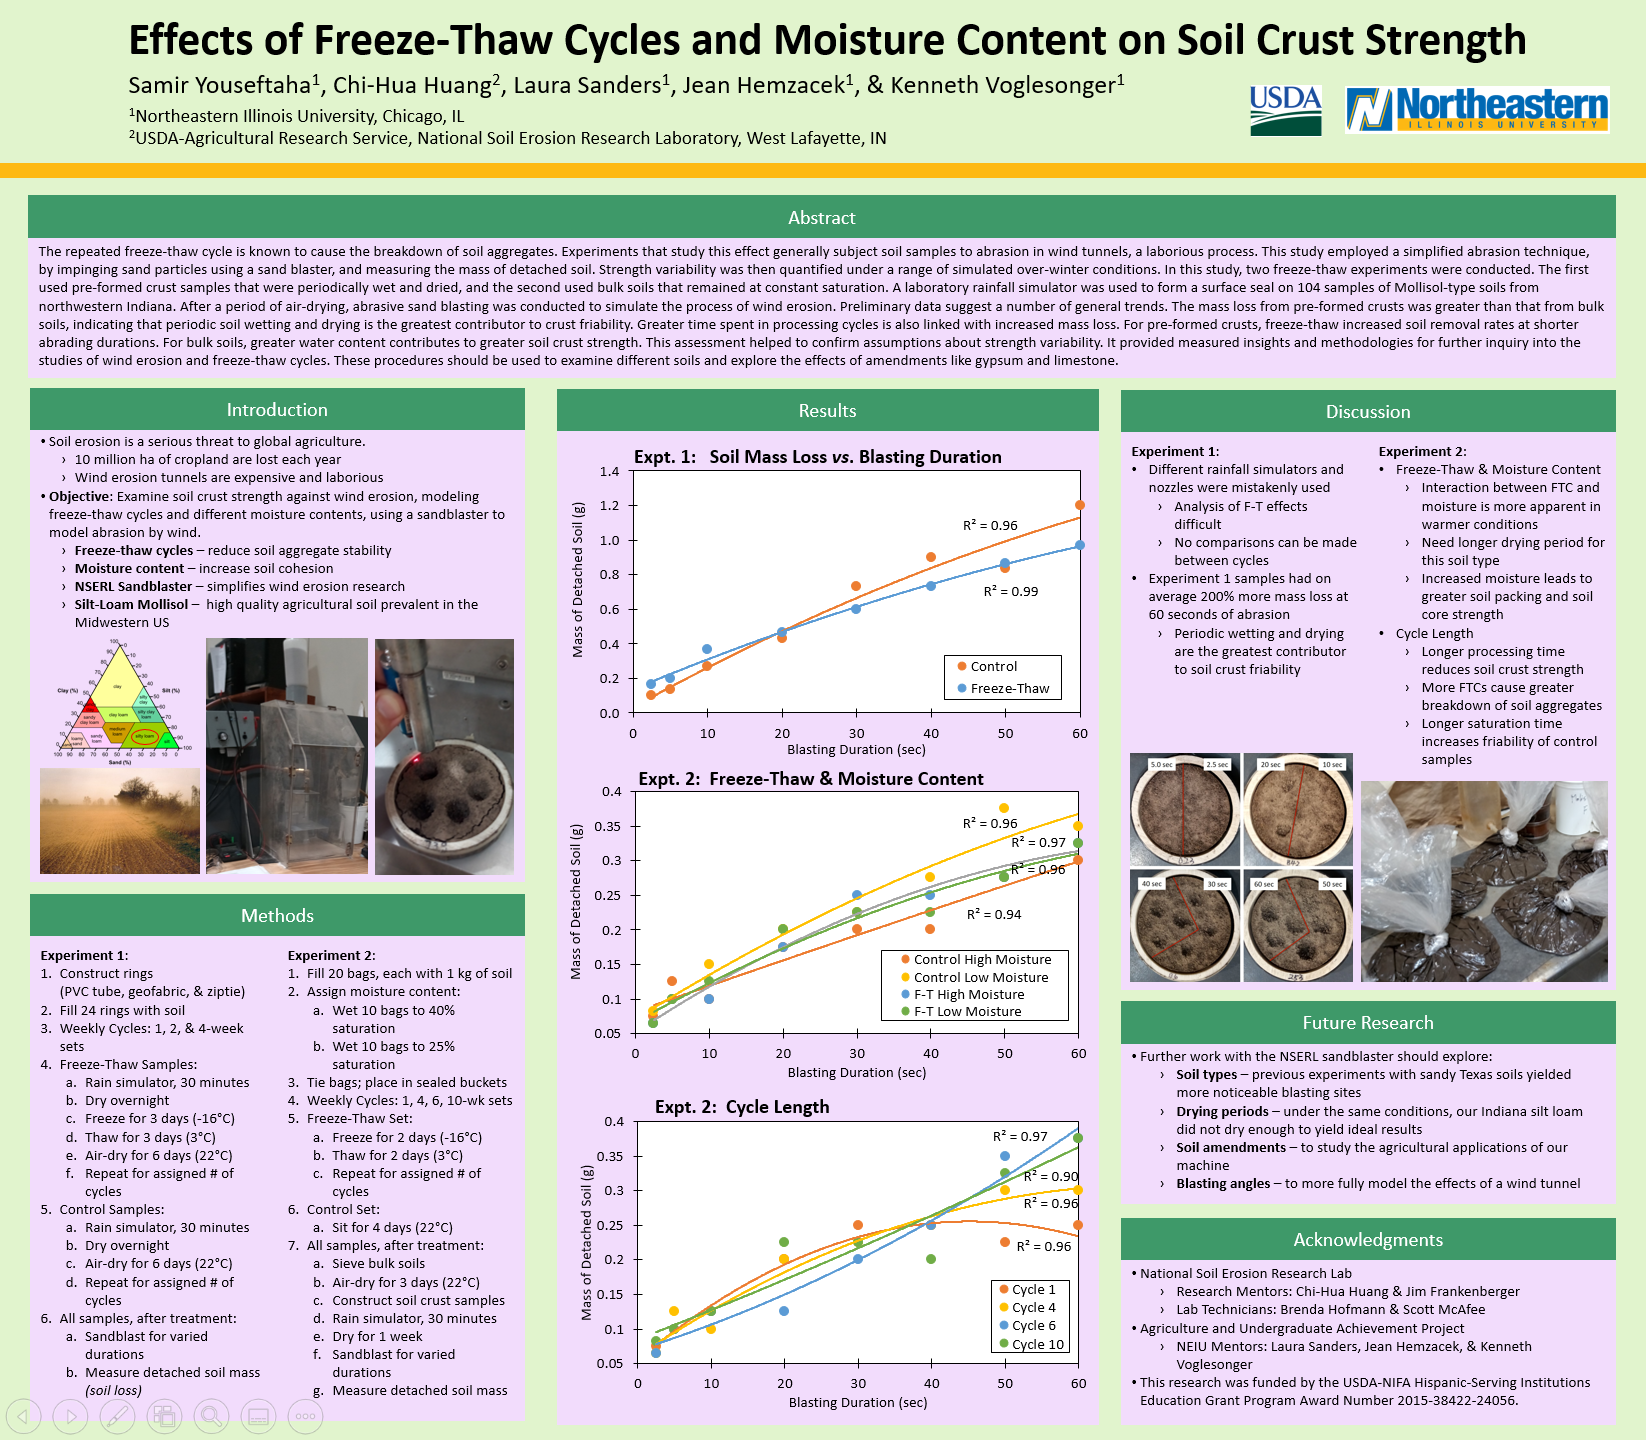 Effects of Freeze-Thaw Cycles and Moisture Content on Soil Crust Strength
Samir Youseftaha1, Chi-Hua Huang2, Laura Sanders1, Jean Hemzacek1, & Kenneth Voglesonger1
1Northeastern Illinois University, Chicago, IL
2USDA-Agricultural Research Service, National Soil Erosion Research Laboratory, West Lafayette, IN
USDA
Northeastern
ILLINOIS UNIVERSITY
Abstract
The repeated freeze-thaw cycle is known to cause the breakdown of soil aggregates. Experiments that study this effect generally subject soil samples to abrasion in wind tunnels, a laborious process. This study employed a simplified abrasion technique,
by impinging sand particles using a sand blaster, and measuring the mass of detached soil. Strength variability was then quantified under a range of simulated over-winter conditions. In this study, two freeze-thaw experiments were conducted. The first
used pre-formed crust samples that were periodically wet and dried, and the second used bulk soils that remained at constant saturation. A laboratory rainfall simulator was used to form a surface seal on 104 samples of Mollisol-type soils from
northwestern Indiana. After a period of air-drying, abrasive sand blasting was conducted to simulate the process of wind erosion. Preliminary data suggest a number of general trends. The mass loss from pre-formed crusts was greater than that from bulk
soils, indicating that periodic soil wetting and drying is the greatest contributor to crust friability. Greater time spent in processing cycles is also linked with increased mass loss. For pre-formed crusts, freeze-thaw increased soil removal rates at shorter
abrading durations. For bulk soils, greater water content contributes to greater soil crust strength. This assessment helped to confirm assumptions about strength variability. It provided measured insights and methodologies for further inquiry into the
studies of wind erosion and freeze-thaw cycles. These procedures should be used to examine different soils and explore the effects of amendments like gypsum and limestone.
Introduction
• Soil erosion is a serious threat to global agriculture.
› 10 million ha of cropland are lost each year
› Wind erosion tunnels are expensive and laborious
• Objective: Examine soil crust strength against wind erosion, modeling
freeze-thaw cycles and different moisture contents, using a sandblaster to
model abrasion by wind.
› Freeze-thaw cycles – reduce soil aggregate stability
› Moisture content – increase soil cohesion
› NSERL Sandblaster – simplifies wind erosion research
› Silt-Loam Mollisol – high quality agricultural soil prevalent in the
Midwestern US
Clay (%)
Silt (%)
clay
silty clay
sandy clay loam
clay loam
silty clay loam
loamy sand
sandy loam
medium loam
silty loam
100 90 80 70 60 50 40 30 20 10 0
Sand (%)
Methods
Experiment 1:
1. Construct rings
(PVC tube, geofabric, & ziptie)
2. Fill 24 rings with soil
3. Weekly Cycles: 1, 2, & 4-week
sets
4. Freeze-Thaw Samples:
a. Rain simulator, 30 minutes
b. Dry overnight
c. Freeze for 3 days (-16°C)
d. Thaw for 3 days (3°C)
e. Air-dry for 6 days (22°C)
f. Repeat for assigned # of
cycles
5. Control Samples:
a. Rain simulator, 30 minutes
b. Dry overnight
c. Air-dry for 6 days (22°C)
d. Repeat for assigned # of
cycles
6. All samples, after treatment:
a. Sandblast for varied
durations
b. Measure detached soil mass
(soil loss)
Experiment 2:
1. Fill 20 bags, each with 1 kg of soil
2. Assign moisture content:
a. Wet 10 bags to 40%
saturation
b. Wet 10 bags to 25%
saturation
3. Tie bags; place in sealed buckets
4. Weekly Cycles: 1, 4, 6, 10-wk sets
5. Freeze-Thaw Set:
a. Freeze for 2 days (-16°C)
b. Thaw for 2 days (3°C)
c. Repeat for assigned # of
cycles
6. Control Set:
a. Sit for 4 days (22°C)
7. All samples, after treatment:
a. Sieve bulk soils
b. Air-dry for 3 days (22°C)
c. Construct soil crust samples
d. Rain simulator, 30 minutes
e. Dry for 1 week
f. Sandblast for varied
durations
g. Measure detached soil mass
Results
Expt. 1: Soil Mass Loss vs. Blasting Duration
Mass of Detached Soil (g)
1.4
1.2
1.0
0.8
0.6
0.4
0.2
0.0
R² = 0.96
R² = 0.99
Control
Freeze-Thaw
0 10 20 30 40 50 60
Blasting Duration (sec)
Expt. 2: Freeze-Thaw & Moisture Content
Mass of Detached Soil (g)
0.4
0.35
0.3
0.25
0.2
0.15
0.1
0.05
R² = 0.96
R² = 0.97
R² = 0.96
R² = 0.94
Control High Moisture
Control Low Moisture
F-T High Moisture
F-T Low Moisture
0 10 20 30 40 50 60
Blasting Duration (sec)
Expt. 2: Cycle Length
Mass of Detached Soil (g)
0.4
0.35
0.3
0.25
0.2
0.15
0.1
0.05
R² = 0.97
R² = 0.90
R² = 0.96
R² = 0.96
Cycle 1
Cycle 4
Cycle 6
Cycle 10
0 10 20 30 40 50 60
Blasting Duration (sec)
Discussion
Experiment 1:
• Different rainfall simulators and
nozzles were mistakenly used
› Analysis of F-T effects
difficult
› No comparisons can be made
between cycles
• Experiment 1 samples had on
average 200% more mass loss at
60 seconds of abrasion
› Periodic wetting and drying
are the greatest contributor
to soil crust friability
Experiment 2:
• Freeze-Thaw & Moisture Content
› Interaction between FTC and
moisture is more apparent in
warmer conditions
› Need longer drying period for
this soil type
› Increased moisture leads to
greater soil packing and soil
core strength
• Cycle Length
› Longer processing time
reduces soil crust strength
› More FTCs cause greater
breakdown of soil aggregates
› Longer saturation time
increases friability of control
samples
5.0 sec 2.5 sec
20 sec 10 sec
40 sec 30 sec
60 sec 50 sec
Future Research
• Further work with the NSERL sandblaster should explore:
› Soil types – previous experiments with sandy Texas soils yielded
more noticeable blasting sites
› Drying periods – under the same conditions, our Indiana silt loam
did not dry enough to yield ideal results
› Soil amendments – to study the agricultural applications of our
machine
› Blasting angles – to more fully model the effects of a wind tunnel
Acknowledgments
• National Soil Erosion Research Lab
› Research Mentors: Chi-Hua Huang & Jim Frankenberger
› Lab Technicians: Brenda Hofmann & Scott McAfee
• Agriculture and Undergraduate Achievement Project
› NEIU Mentors: Laura Sanders, Jean Hemzacek, & Kenneth
Voglesonger
• This research was funded by the USDA-NIFA Hispanic-Serving Institutions
Education Grant Program Award Number 2015-38422-24056.